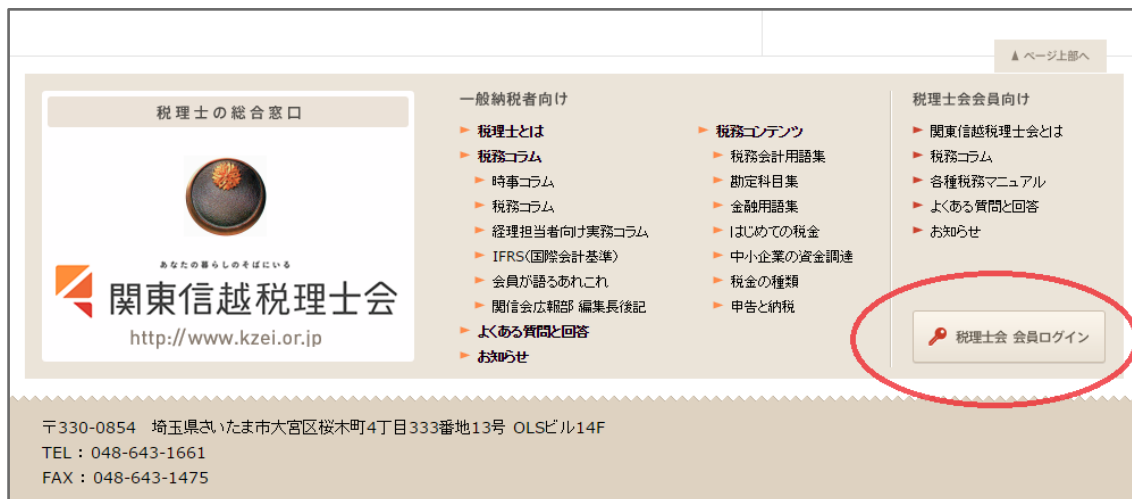 ▲ ページ上部へ
税理士の総合窓口
あなたの暮らしのそばにいる
関東信越税理士会
http://www.kzei.or.jp
一般納税者向け
税理士とは
税務コラム
時事コラム
税務コラム
経理担当者向け実務コラム
IFRS(国際会計基準)
会員が語るあれこれ
関信会広報部 編集長後記
よくある質問と回答
お知らせ
税務コンテンツ
税務会計用語集
勘定科目集
金融用語集
はじめての税金
中小企業の資金調達
税金の種類
申告と納税
税理士会会員向け
関東信越税理士会とは
税務コラム
各種税務マニュアル
よくある質問と回答
お知らせ
税理士会 会員ログイン
〒330-0854 埼玉県さいたま市大宮区桜木町4丁目333番地13号 OLSビル14F
TEL : 048-643-1661
FAX : 048-643-1475